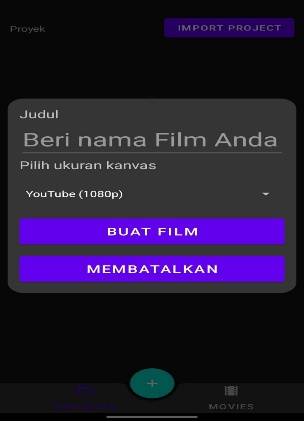 Proyek
IMPORT PROJECT
Judul
Beri nama Film Anda
Pilih ukuran kanvas
YouTube (1080p)
BUAT FILM
MEMBATALKAN
MOVIES